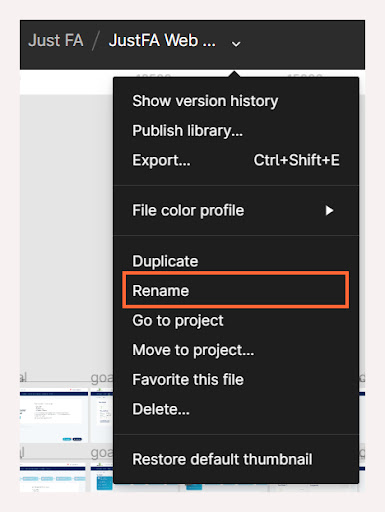 Just FA / JustFA Web ...
Show version history
Publish library...
Export... Ctrl+Shift+E
File color profile
Duplicate
Rename
Go to project
Move to project...
Favorite this file
Delete...
Restore default thumbnail